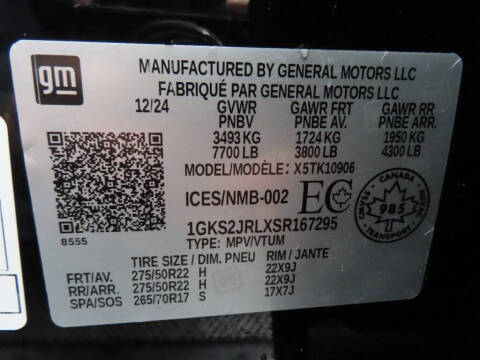 gm
MANUFACTURED BY GENERAL MOTORS LLC
FABRIQUÉ PAR GENERAL MOTORS LLC
12/24 GVWR GAWR FRT GAWR RR
PNBV PNBE AV. PNBE ARR.
3493 KG 1724 KG 1950 KG
7700 LB 3800 LB 4300 LB
MODEL/MODÈLE: X5TK10906
ICES/NMB-002 EC
CANADA
985
1GKS2JRLXSR167295
8555
TYPE: MPV/VTUM
TIRE SIZE / DIM. PNEU RIM / JANTE
FRT/AV. 275/50R22 H 22X9J
RR/ARR. 275/50R22 H 22X9J
SPA/SOS 265/70R17 S 17X7J